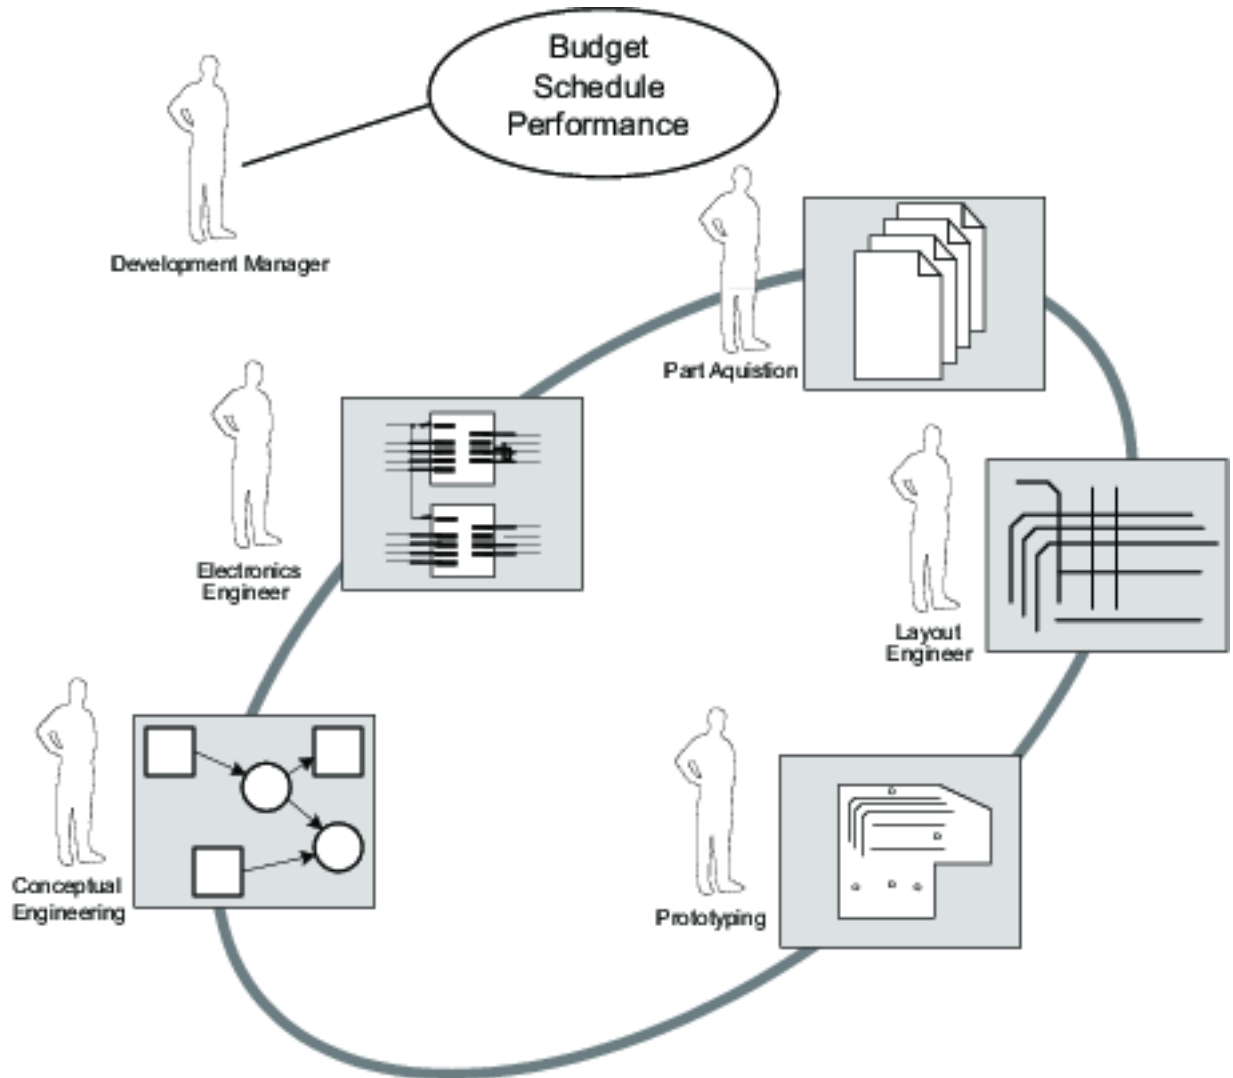 Budget
Schedule
Performance
Development Manager
Part Aquistion
Electronics
Engineer
Layout
Engineer
Conceptual
Engineering
Prototyping